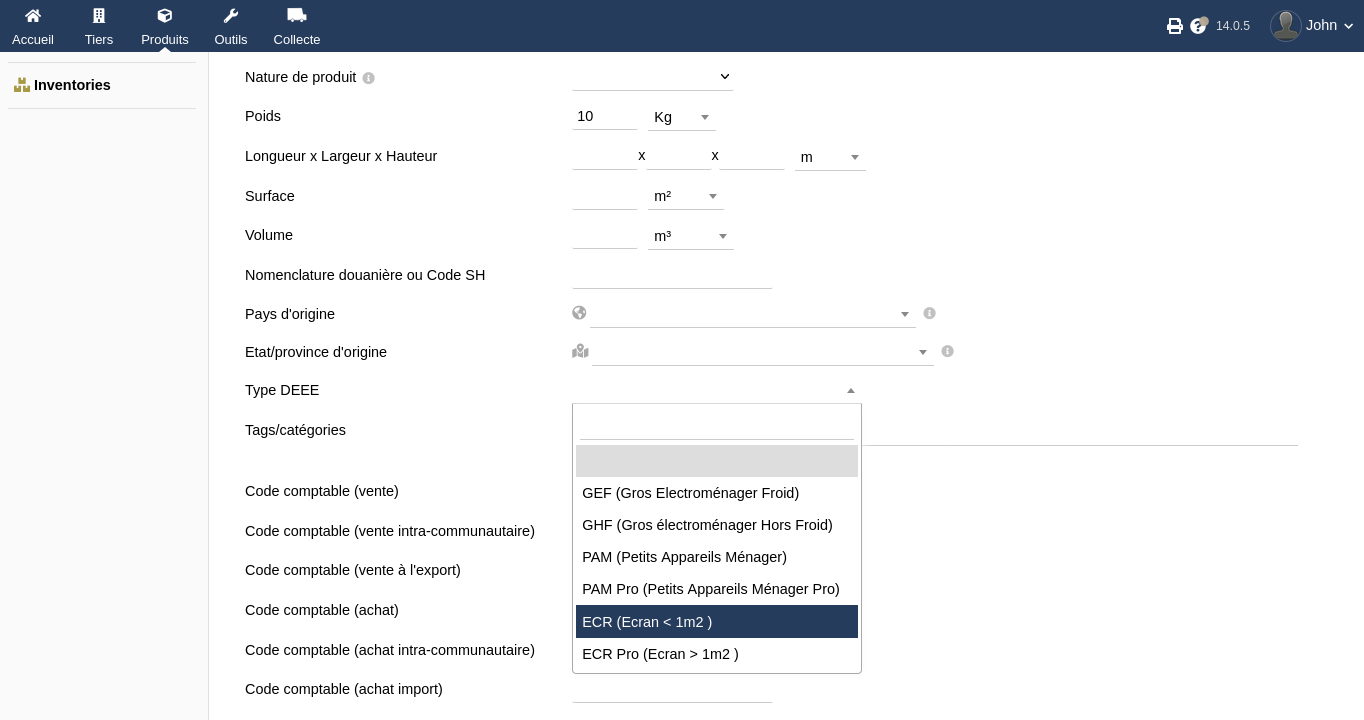 Accueil Tiers Produits Outils Collecte 14.0.5 John
Inventories
Nature de produit
Poids 10 Kg
Longueur x Largeur x Hauteur x x m
Surface m²
Volume m³
Nomenclature douanière ou Code SH
Pays d'origine
Etat/province d'origine
Type DEEE
Tags/catégories
GEF (Gros Electroménager Froid)
GHF (Gros électroménager Hors Froid)
PAM (Petits Appareils Ménager)
PAM Pro (Petits Appareils Ménager Pro)
ECR (Ecran < 1m2 )
ECR Pro (Ecran > 1m2 )
Code comptable (vente)
Code comptable (vente intra-communautaire)
Code comptable (vente à l'export)
Code comptable (achat)
Code comptable (achat intra-communautaire)
Code comptable (achat import)